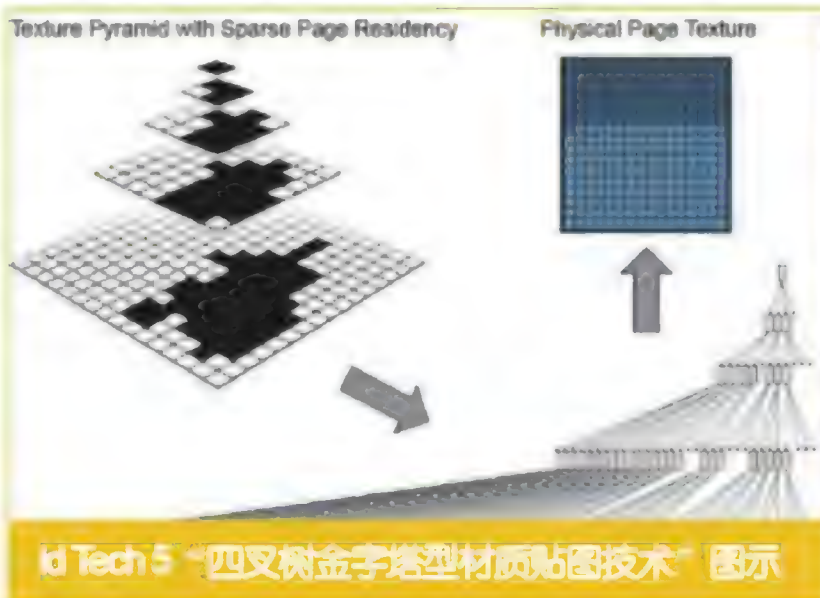 Texture Pyramid with Sparse Page Residency
Physical Page Texture
id Tech 5 “四叉树金字塔型材质贴图技术” 图示